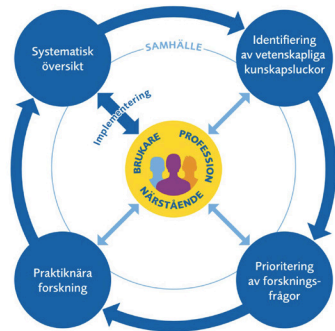 Systematisk
översikt
SAMHÄLLE
Identifiering
av vetenskapliga
kunskapsluckor
Implementering
BRUKARE
PROFESSION
NÄRSTÅENDE
Praktiknära
forskning
Prioritering
av forsknings-
frågor